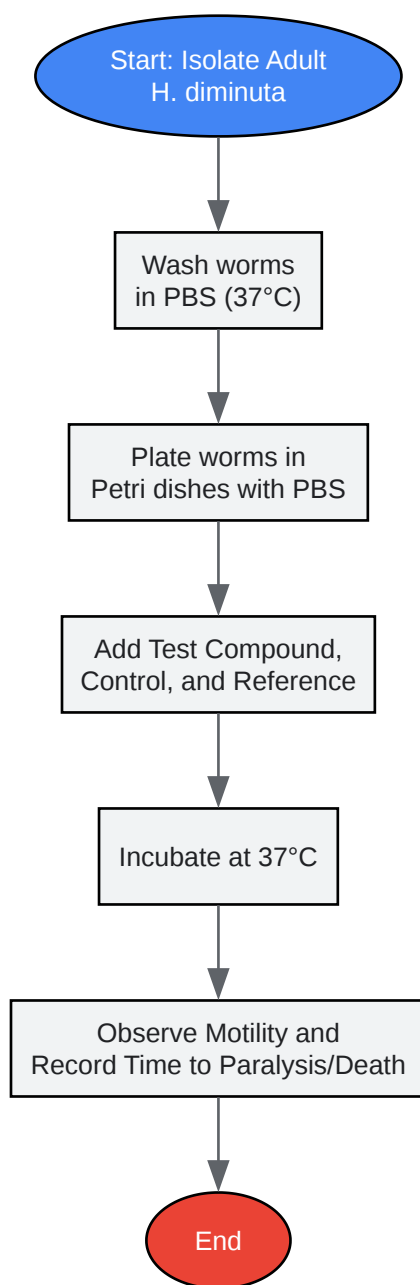 Start: Isolate Adult
H. diminuta
Wash worms
in PBS (37°C)
Plate worms in
Petri dishes with PBS
Add Test Compound,
Control, and Reference
Incubate at 37°C
Observe Motility and
Record Time to Paralysis/Death
End